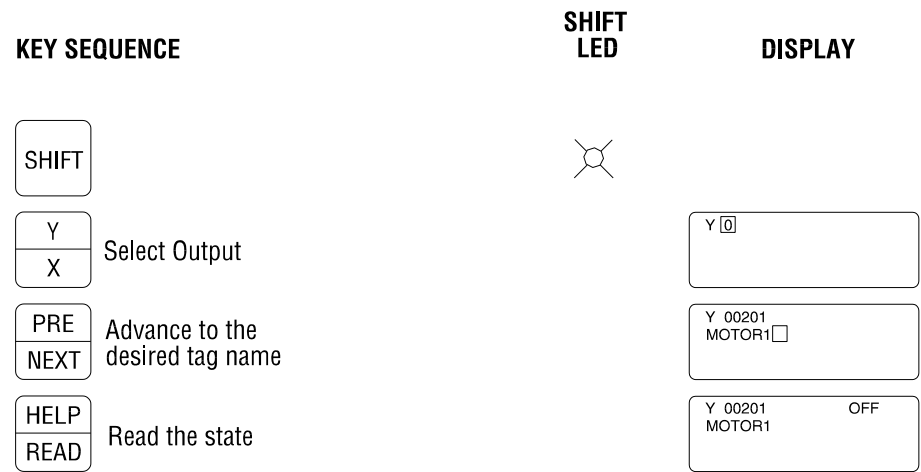 KEY SEQUENCE
SHIFT
LED
DISPLAY
SHIFT
Y
X
Select Output
Y 0
PRE
NEXT
Advance to the
desired tag name
Y 00201
MOTOR1
HELP
READ
Read the state
Y 00201 OFF
MOTOR1